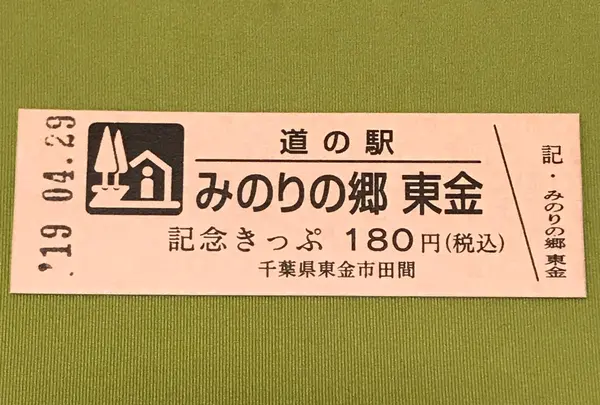 '19 04.29
道の駅
みのりの郷 東金
記念きっぷ 180円(税込)
千葉県東金市田間
記・みのりの郷東金